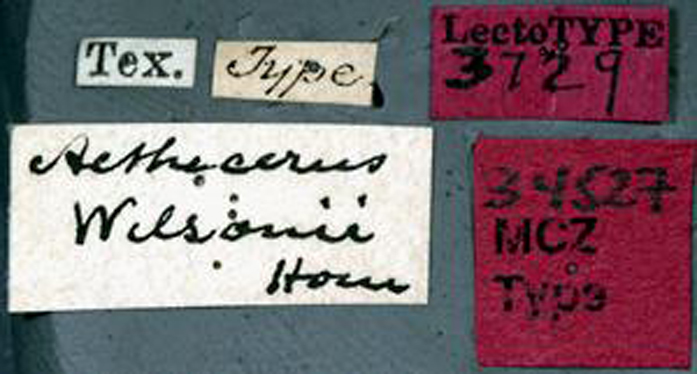 Tex.
Type
LectoTYPE
3729
Aethecerus
Wilsonii
Horn
34527
MCZ
Type